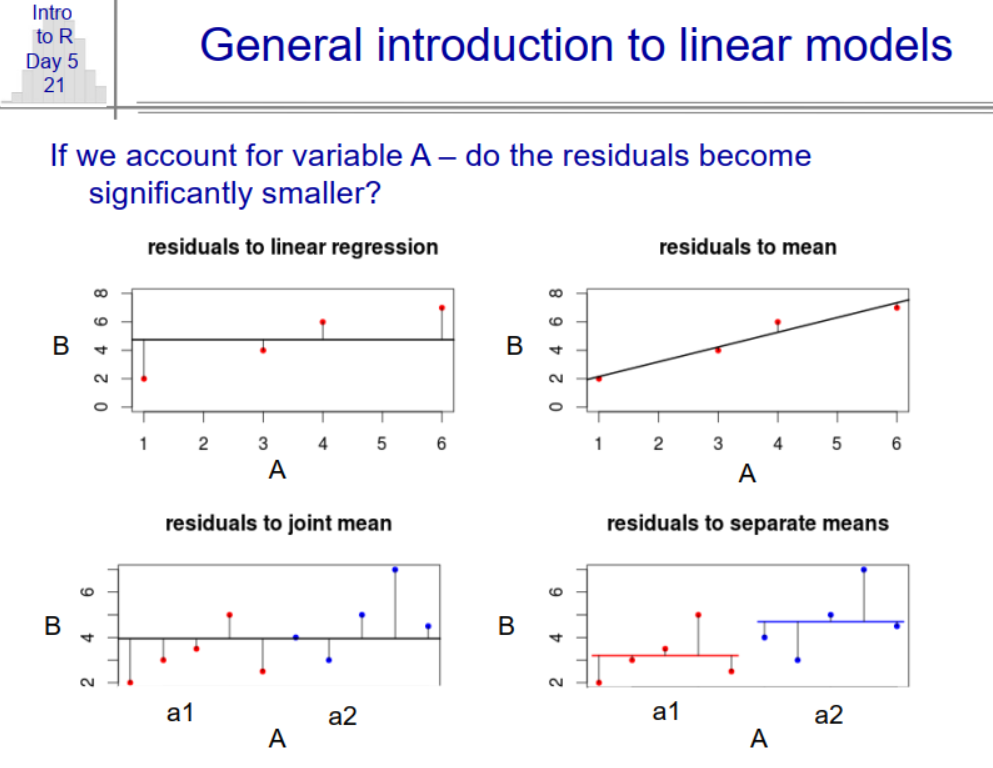 Intro
to R
Day 5
21
General introduction to linear models
If we account for variable A – do the residuals become
significantly smaller?
residuals to linear regression
8
6
4
2
0
B
1 2 3 4 5 6
A
residuals to mean
8
6
4
2
0
B
1 2 3 4 5 6
A
residuals to joint mean
6
4
2
B
a1 a2
A
residuals to separate means
6
4
2
B
a1 a2
A